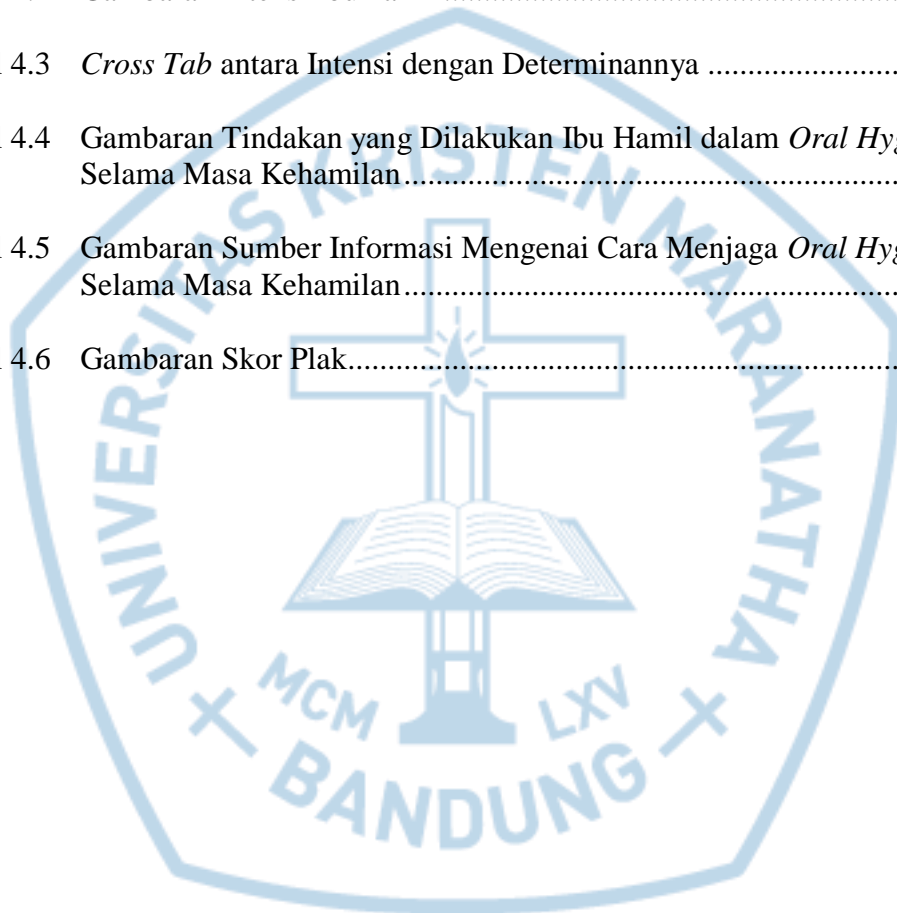 4.3 Cross Tab antara Intensi dengan Determinannya ........................
4.4 Gambaran Tindakan yang Dilakukan Ibu Hamil dalam Oral Hyg
Selama Masa Kehamilan..............................................................
4.5 Gambaran Sumber Informasi Mengenai Cara Menjaga Oral Hyg
Selama Masa Kehamilan..............................................................
4.6 Gambaran Skor Plak.....................................................................
UNIVERSITAS KRISTEN MARANATHA
MCM LXV
BANDUNG